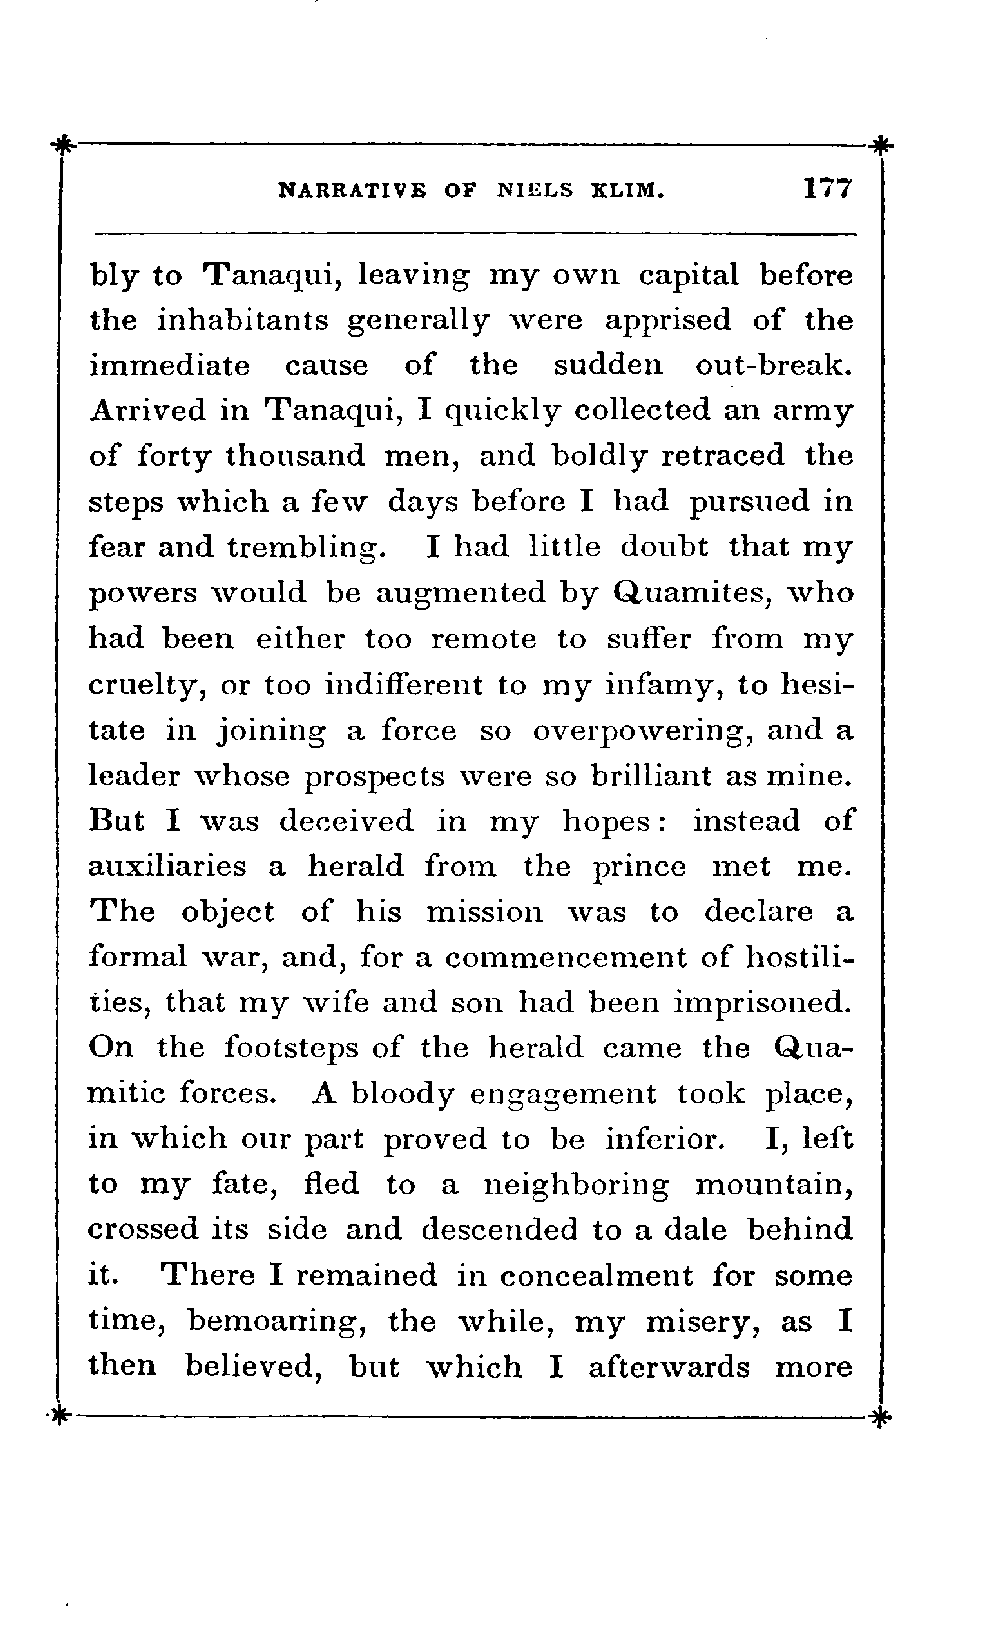 NARRATIVE OF NIELS KLIM. 177
bly to Tanaqui, leaving my own capital before
the inhabitants generally were apprised of the
immediate cause of the sudden out-break.
Arrived in Tanaqui, I quickly collected an army
of forty thousand men, and boldly retraced the
steps which a few days before I had pursued in
fear and trembling. I had little doubt that my
powers would be augmented by Quamites, who
had been either too remote to suffer from my
cruelty, or too indifferent to my infamy, to hesi-
tate in joining a force so overpowering, and a
leader whose prospects were so brilliant as mine.
But I was deceived in my hopes: instead of
auxiliaries a herald from the prince met me.
The object of his mission was to declare a
formal war, and, for a commencement of hostili-
ties, that my wife and son had been imprisoned.
On the footsteps of the herald came the Qua-
mitic forces. A bloody engagement took place,
in which our part proved to be inferior. I, left
to my fate, fled to a neighboring mountain,
crossed its side and descended to a dale behind
it. There I remained in concealment for some
time, bemoaning, the while, my misery, as I
then believed, but which I afterwards more